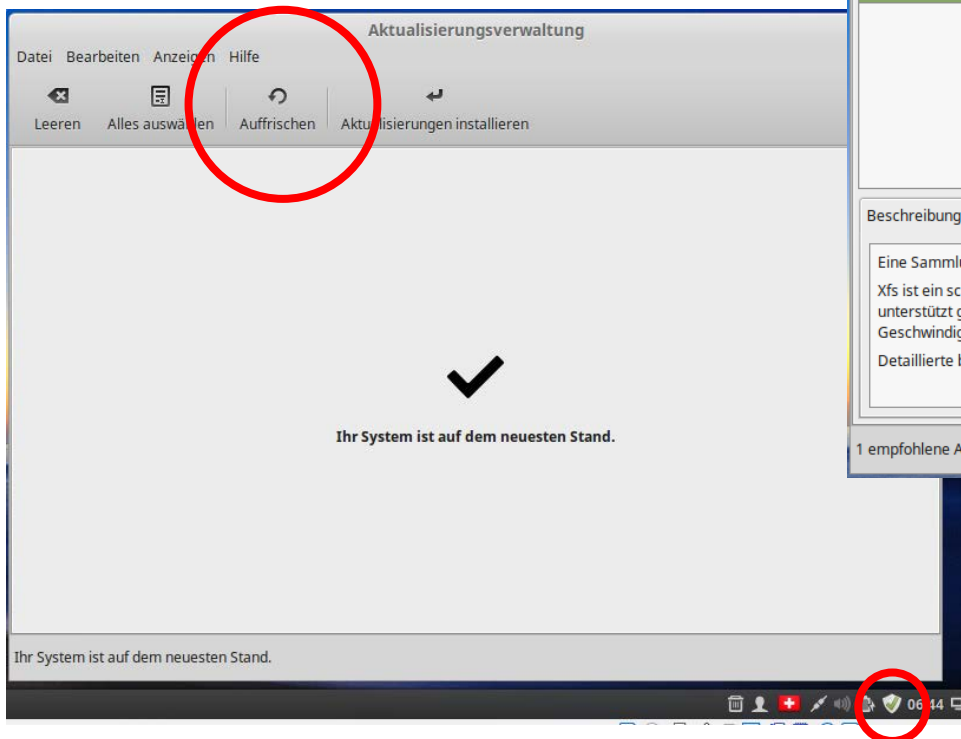 Aktualisierungsverwaltung
Datei Bearbeiten Anzeigen Hilfe
Leeren Alles auswählen Auffrischen Aktualisierungen installieren
Ihr System ist auf dem neuesten Stand.
Ihr System ist auf dem neuesten Stand.
06:44
Beschreibung
Eine Samml
Xfs ist ein sc
unterstützt g
Geschwindig
Detaillierte b
1 empfohlene A